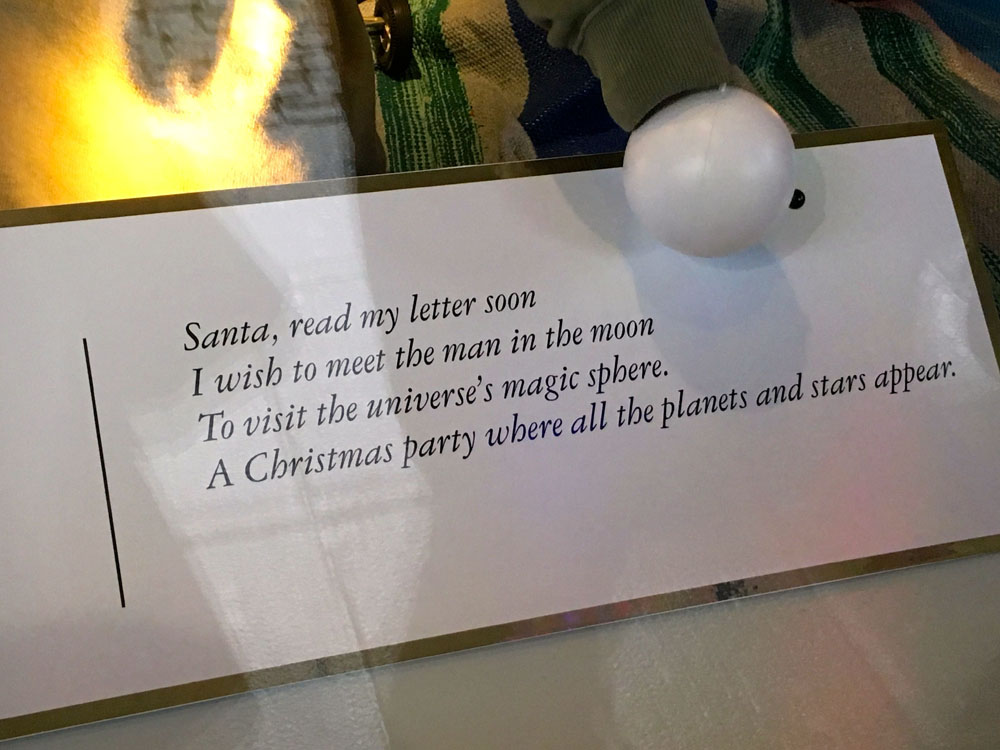 Santa, read my letter soon
I wish to meet the man in the moon
To visit the universe's magic sphere.
A Christmas party where all the planets and stars appear.